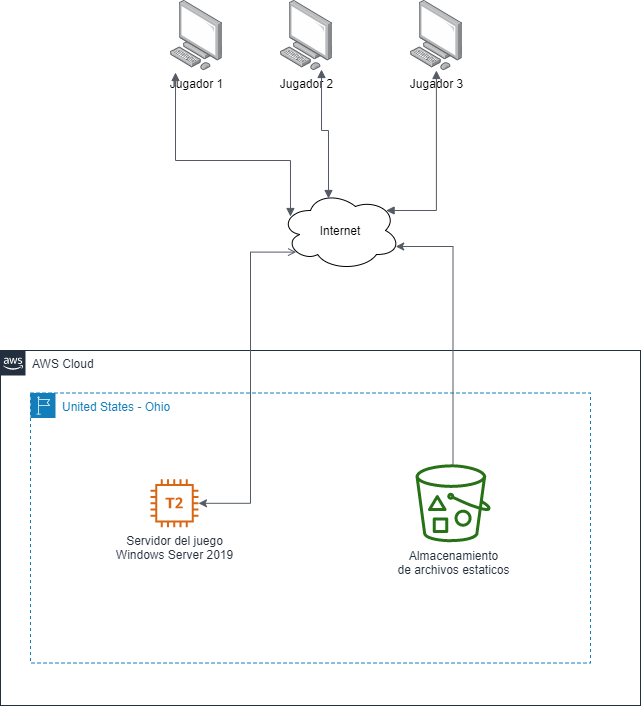 Jugador 1
Jugador 2
Jugador 3
Internet
aws
AWS Cloud
United States - Ohio
T2
Servidor del juego
Windows Server 2019
Almacenamiento
de archivos estaticos